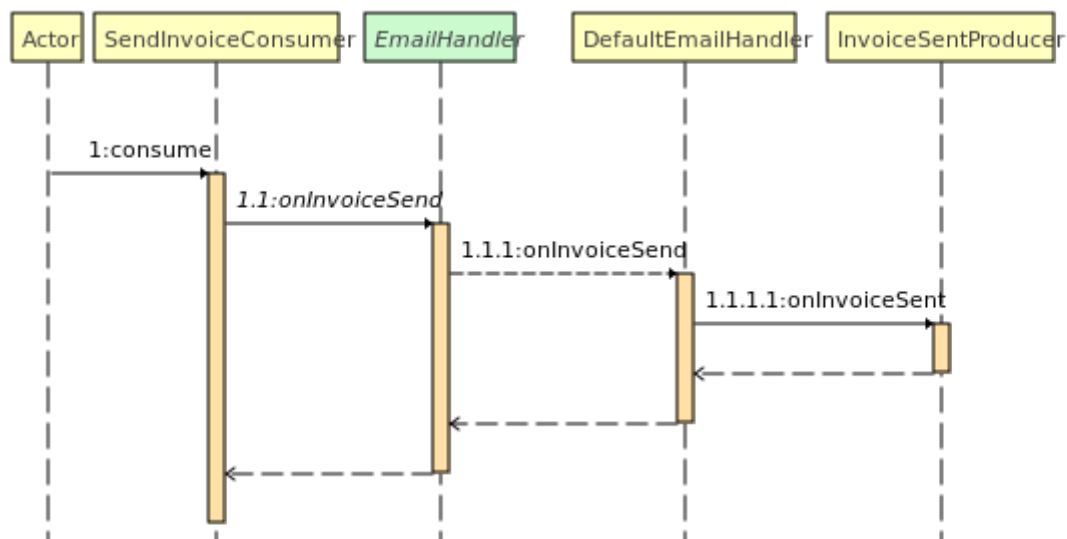 Actor
SendInvoiceConsumer
EmailHandler
DefaultEmailHandler
InvoiceSentProducer
1:consume
1.1:onInvoiceSend
1.1.1:onInvoiceSend
1.1.1.1:onInvoiceSent